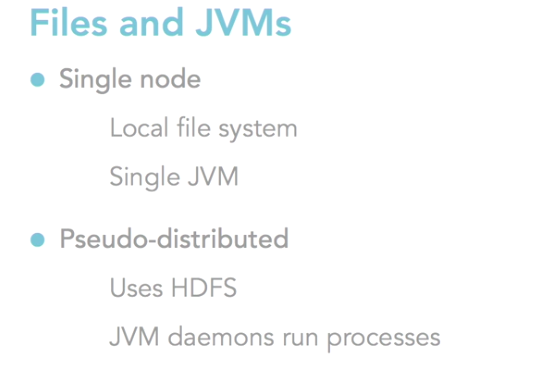 Files and JVMs
Single node
Local file system
Single JVM
Pseudo-distributed
Uses HDFS
JVM daemons run processes